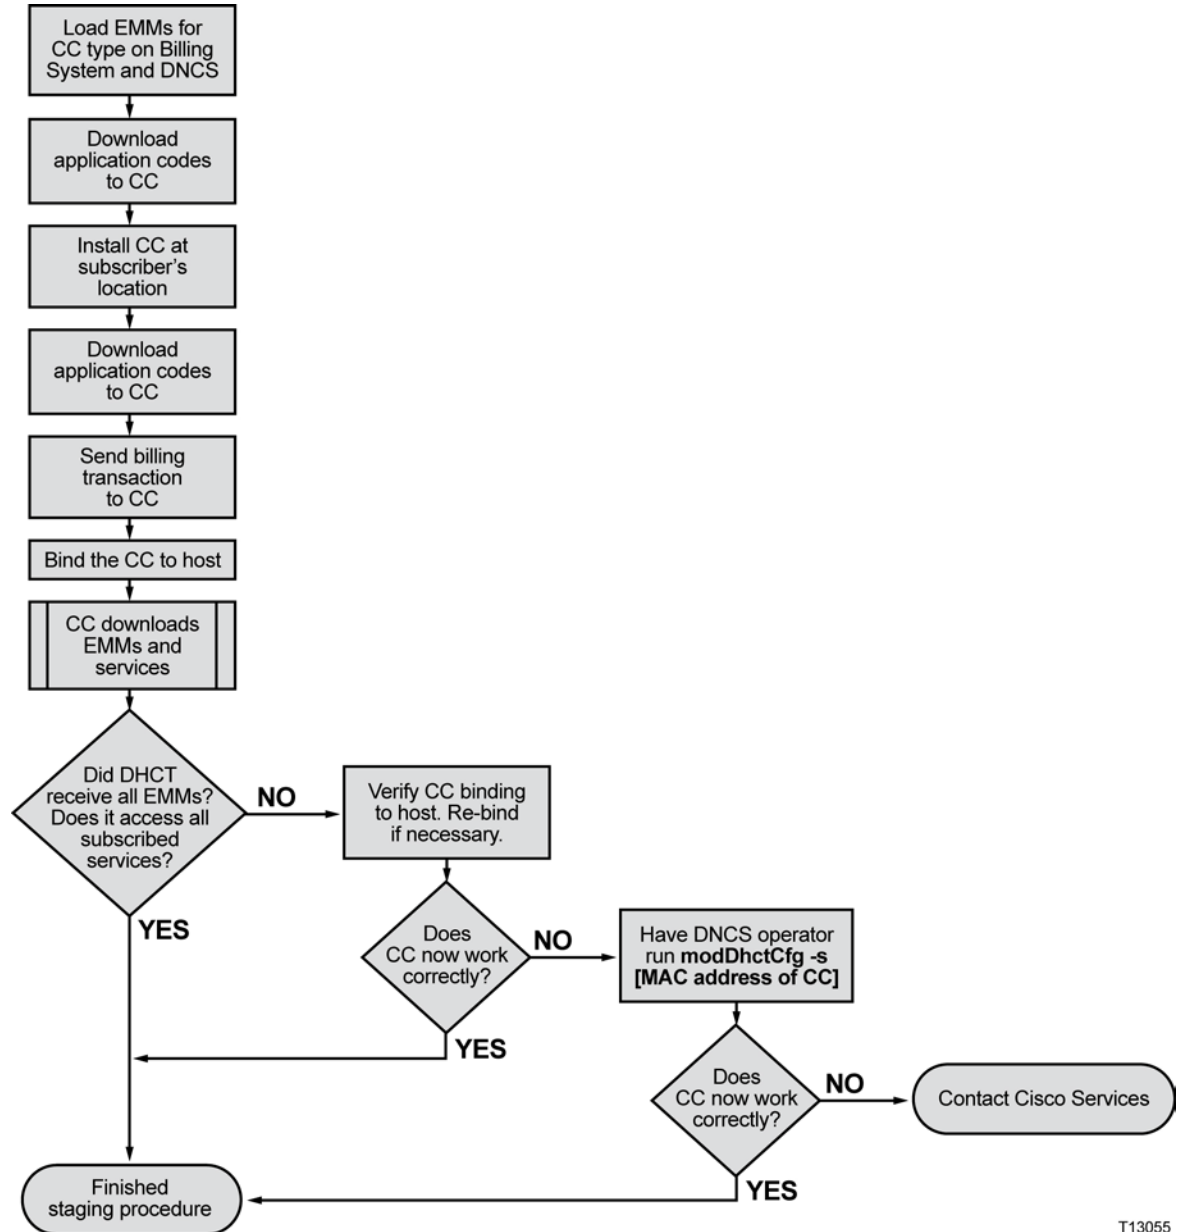 Load EMMs for
CC type on Billing
System and DNCS
Download
application codes
to CC
Install CC at
subscriber's
location
Download
application codes
to CC
Send billing
transaction
to CC
Bind the CC to host
CC downloads
EMMs and
services
Did DHCT
receive all EMMs?
Does it access all
subscribed
services?
NO
YES
Verify CC binding
to host. Re-bind
if necessary.
Does
CC now work
correctly?
NO
YES
Have DNCS operator
run modDhctCfg -s
[MAC address of CC]
Does
CC now work
correctly?
NO
YES
Contact Cisco Services
Finished
staging procedure
T13055